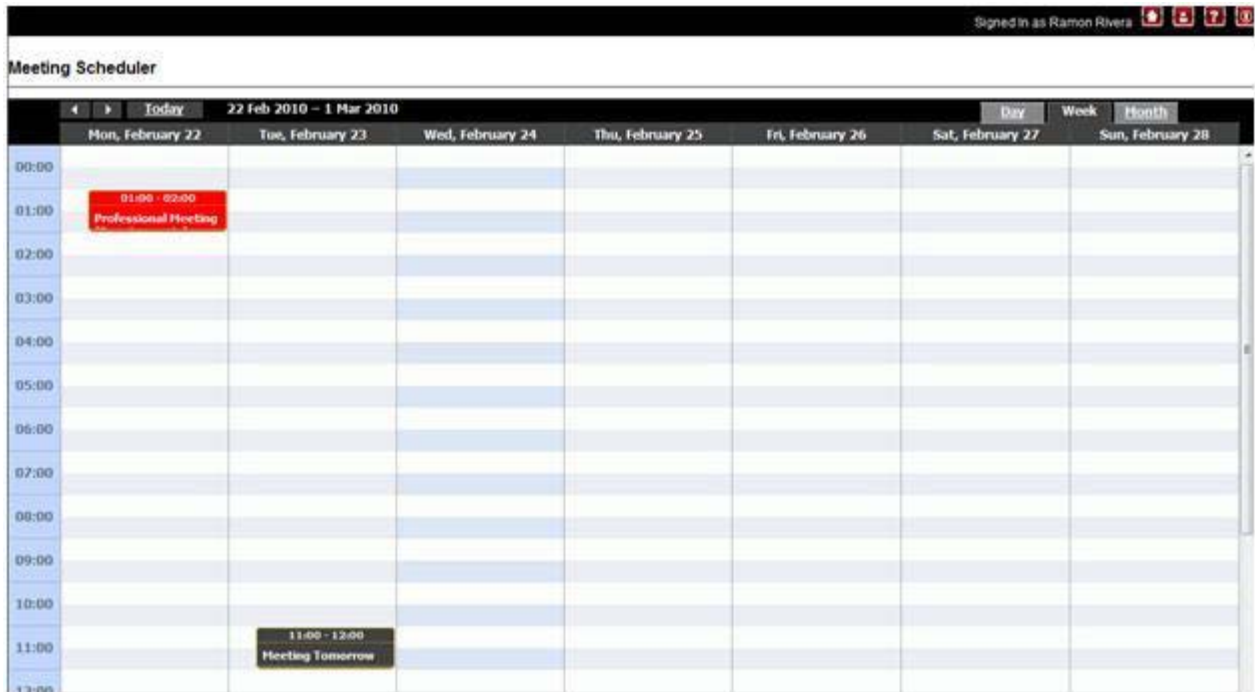 Signed in as Ramon Rivera
Meeting Scheduler
Today 22 Feb 2010 – 1 Mar 2010 Day Week Month
Mon, February 22 Tue, February 23 Wed, February 24 Thu, February 25 Fri, February 26 Sat, February 27 Sun, February 28
00:00
01:00
01:00 - 02:00
Professional Meeting
02:00
03:00
04:00
05:00
06:00
07:00
08:00
09:00
10:00
11:00
11:00 - 12:00
Meeting Tomorrow